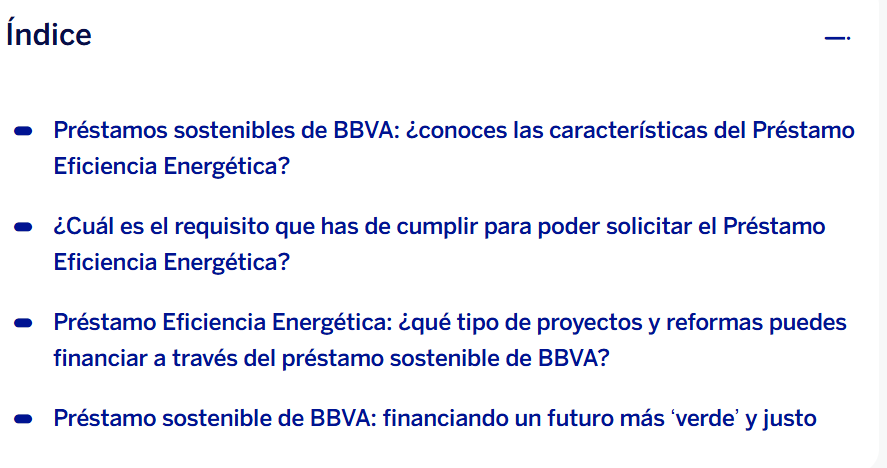 Índice
Préstamos sostenibles de BBVA: ¿conoces las características del Préstamo
Eficiencia Energética?
¿Cuál es el requisito que has de cumplir para poder solicitar el Préstamo
Eficiencia Energética?
Préstamo Eficiencia Energética: ¿qué tipo de proyectos y reformas puedes
financiar a través del préstamo sostenible de BBVA?
Préstamo sostenible de BBVA: financiando un futuro más ‘verde’ y justo